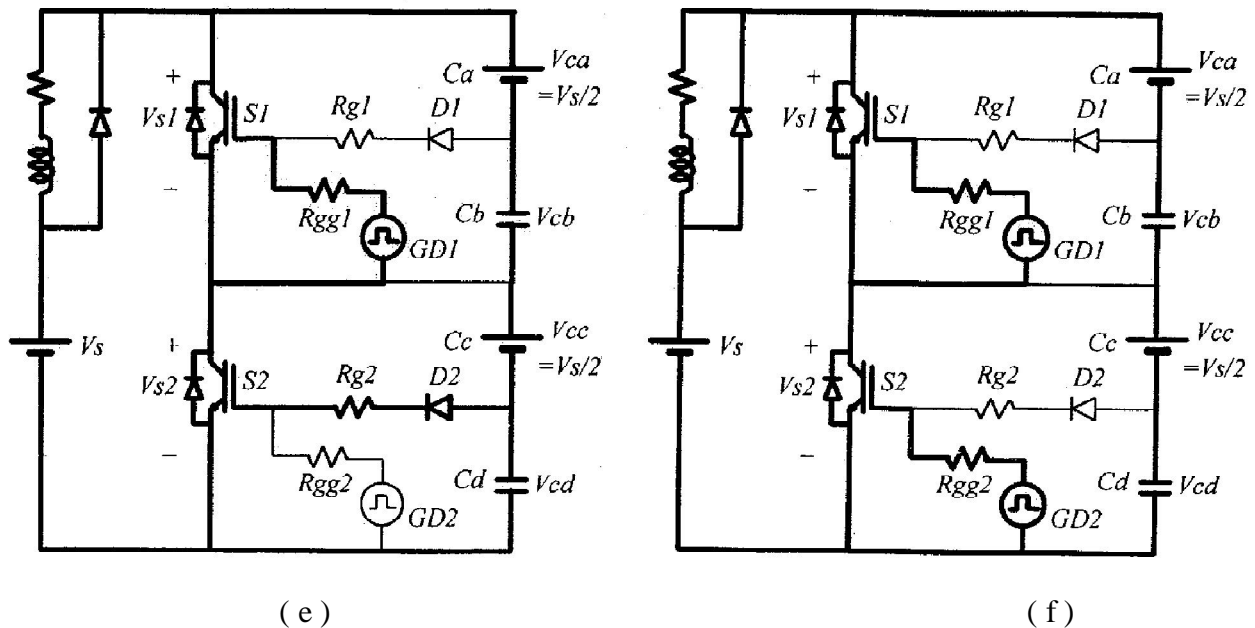 Ca
Vca
=Vs/2
Vs1
S1
Rg1
D1
Rgg1
GD1
Cb
Vcb
Vs
Cc
Vcc
=Vs/2
Vs2
S2
Rg2
D2
Rgg2
GD2
Cd
Vcd
+
−
+
−
( e )
Ca
Vca
=Vs/2
Vs1
S1
Rg1
D1
Rgg1
GD1
Cb
Vcb
Vs
Cc
Vcc
=Vs/2
Vs2
S2
Rg2
D2
Rgg2
GD2
Cd
Vcd
+
−
+
−
( f )